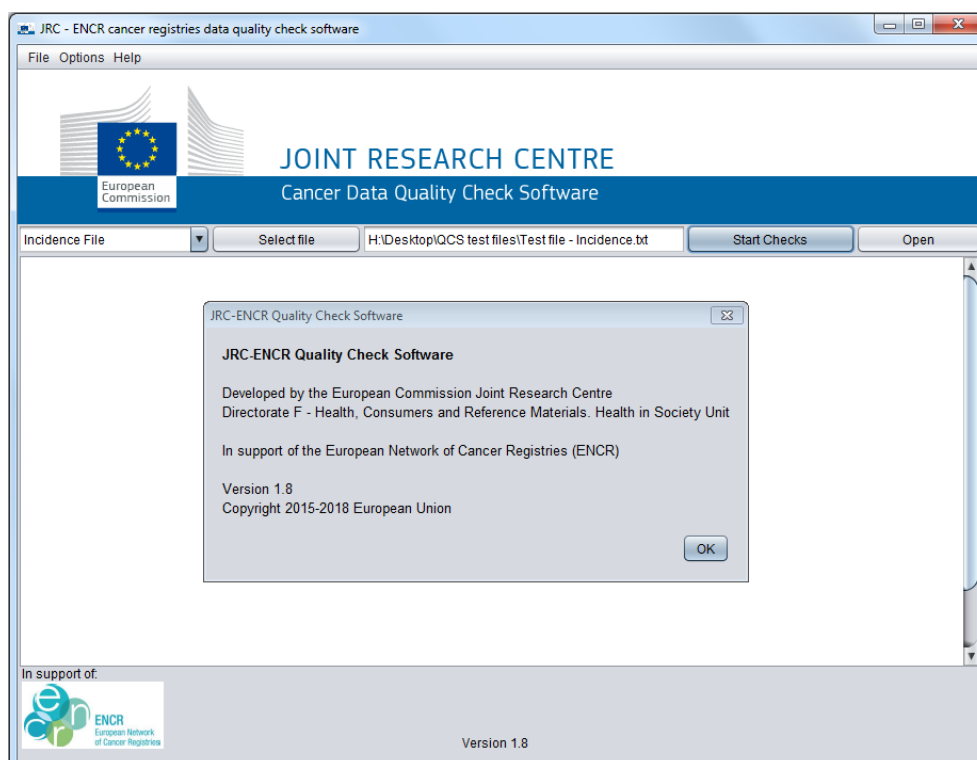 JRC - ENCR cancer registries data quality check software
File Options Help
European
Commission
JOINT RESEARCH CENTRE
Cancer Data Quality Check Software
Incidence File
Select file
H:\Desktop\QCS test files\Test file - Incidence.txt
Start Checks
Open
JRC-ENCR Quality Check Software
JRC-ENCR Quality Check Software
Developed by the European Commission Joint Research Centre
Directorate F - Health, Consumers and Reference Materials. Health in Society Unit
In support of the European Network of Cancer Registries (ENCR)
Version 1.8
Copyright 2015-2018 European Union
OK
In support of:
encr
ENCR
European Network
of Cancer Registries
Version 1.8